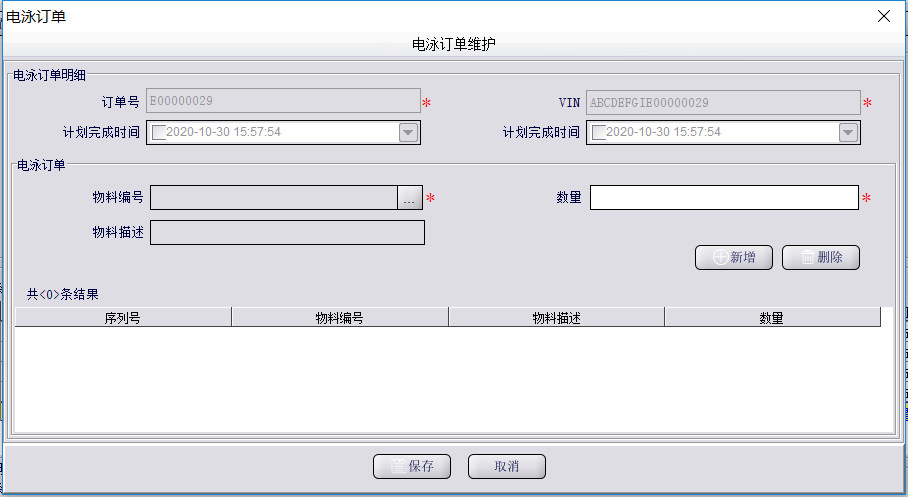 电泳订单
电泳订单维护
电泳订单明细
订单号 E00000029 * VIN ABCDEFGIE00000029 *
计划完成时间 2020-10-30 15:57:54 计划完成时间 2020-10-30 15:57:54
电泳订单
物料编号 ... * 数量 *
物料描述
新增 删除
共<0>条结果
序列号 物料编号 物料描述 数量
保存 取消